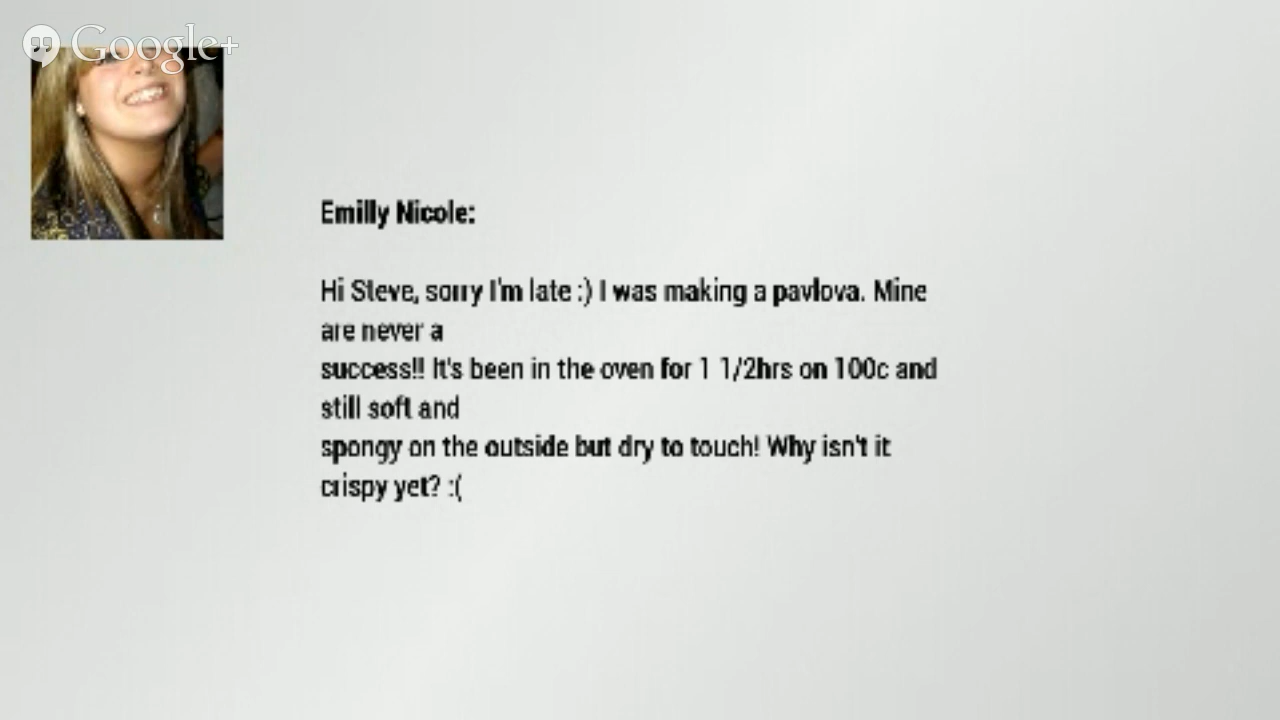 Google+
Emilly Nicole:
Hi Steve, sorry I'm late :) I was making a pavlova. Mine
are never a
success!! It's been in the oven for 1 1/2hrs on 100c and
still soft and
spongy on the outside but dry to touch! Why isn't it
crispy yet? :(